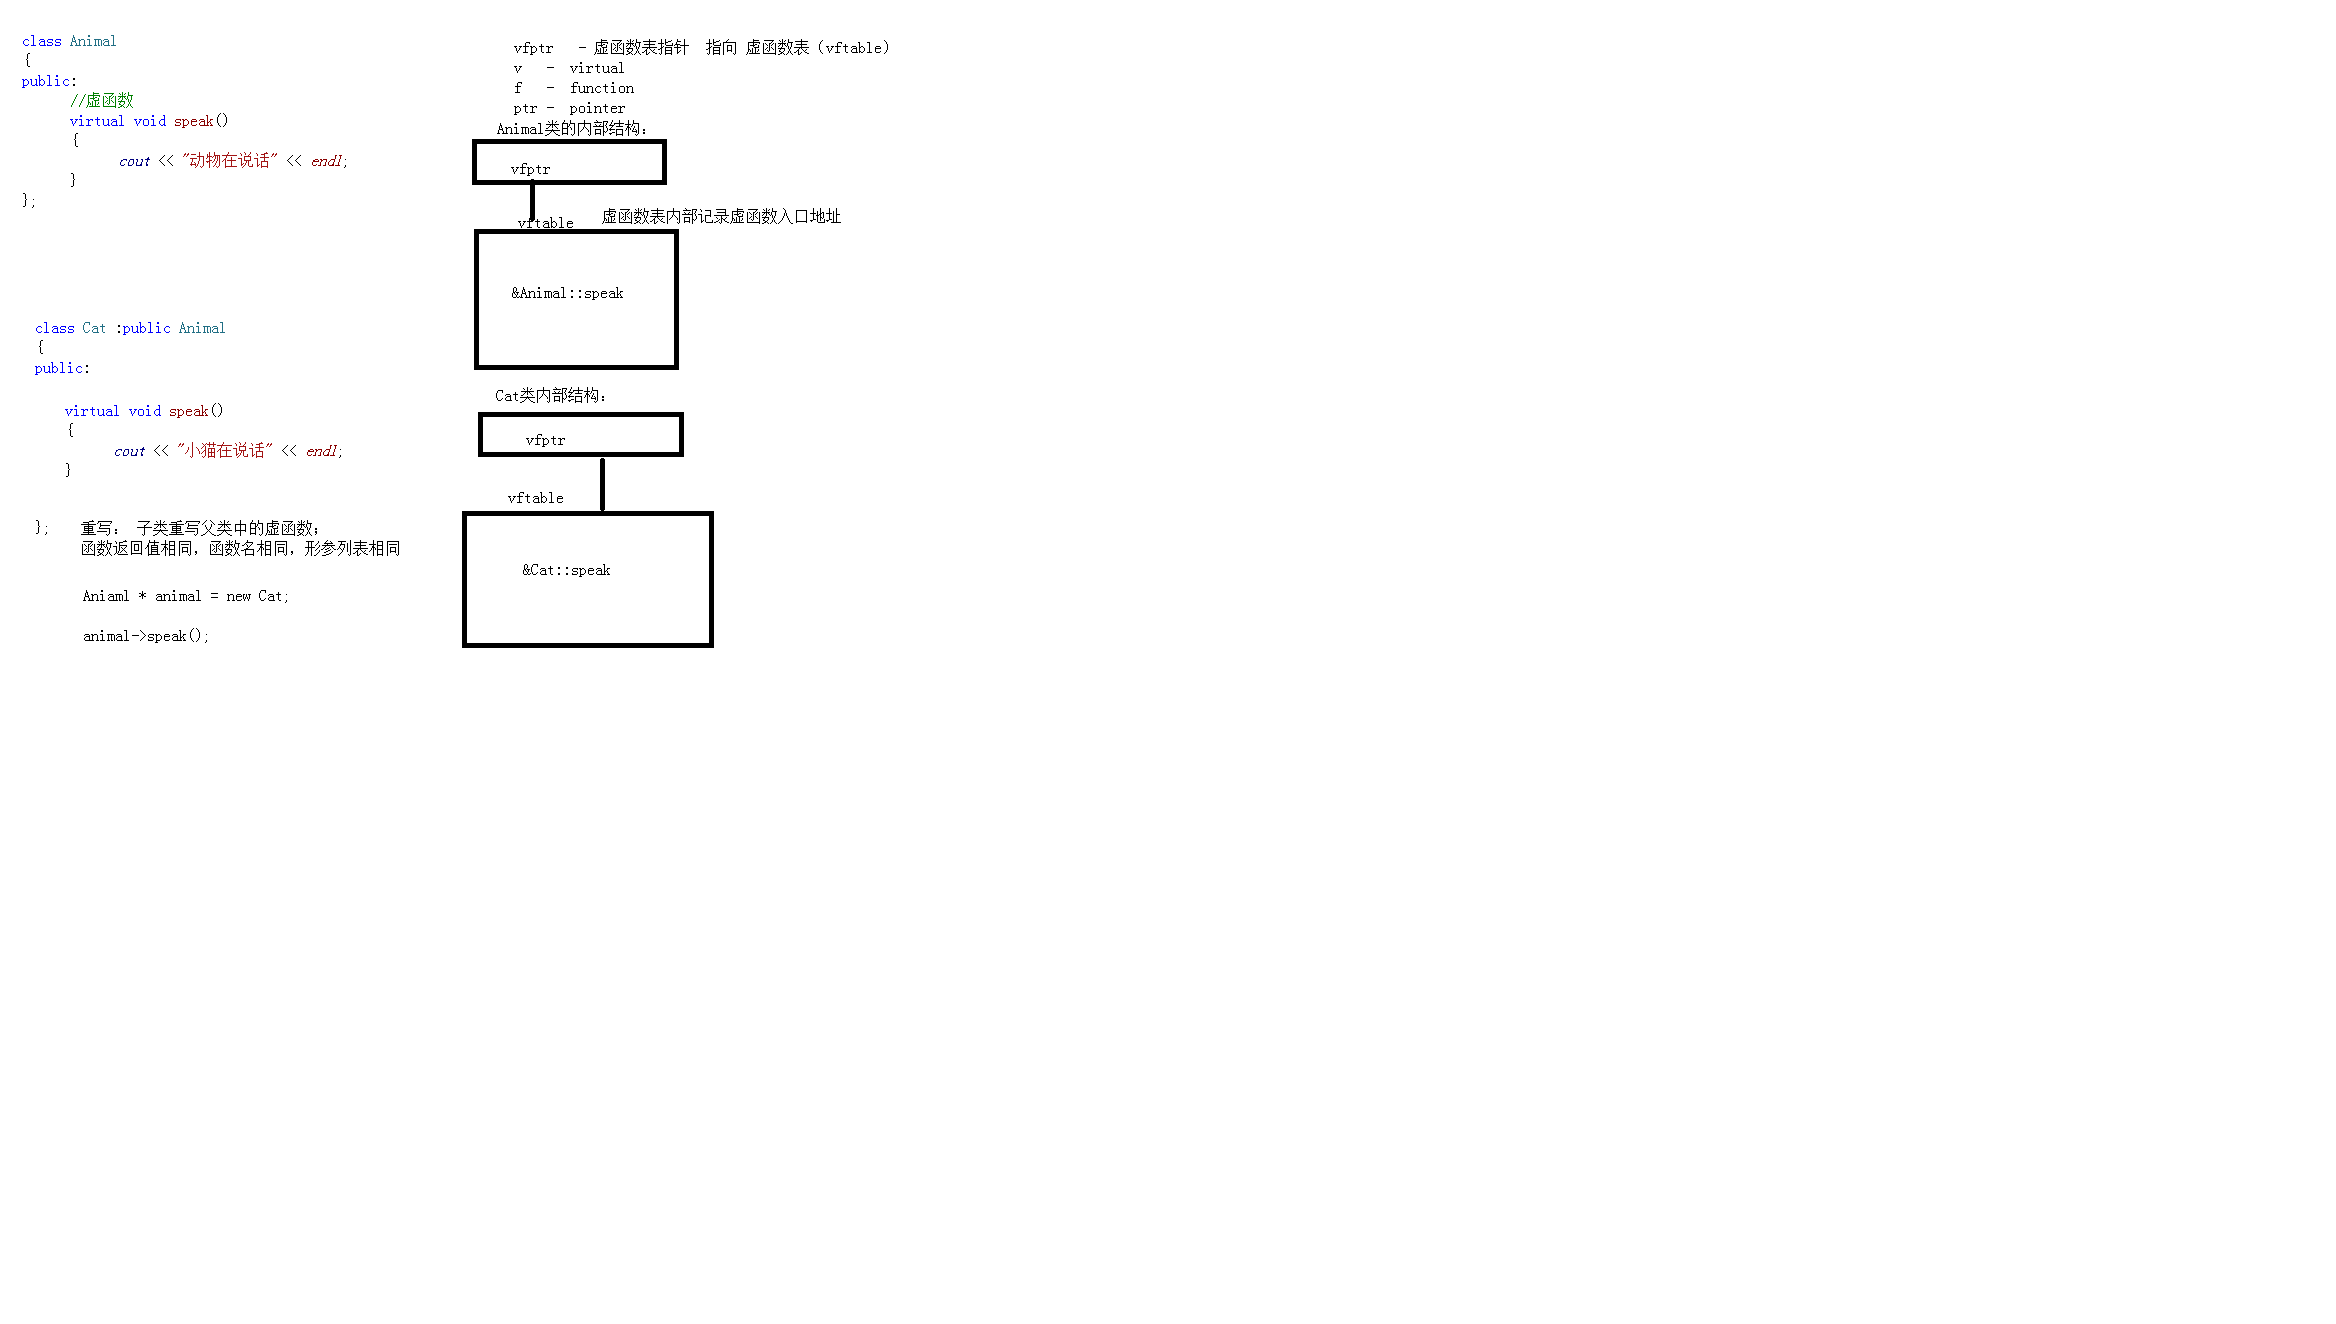 class Animal
{
public:
//虚函数
virtual void speak()
{
cout << "动物在说话" << endl;
}
};
class Cat :public Animal
{
public:
virtual void speak()
{
cout << "小猫在说话" << endl;
}
};
重写： 子类重写父类中的虚函数；
函数返回值相同，函数名相同，形参列表相同
Aniaml * animal = new Cat;
animal->speak();
vfptr - 虚函数表指针 指向 虚函数表（vftable）
v - virtual
f - function
ptr - pointer
Animal类的内部结构：
vfptr
vftable 虚函数表内部记录虚函数入口地址
&Animal::speak
Cat类内部结构：
vfptr
vftable
&Cat::speak